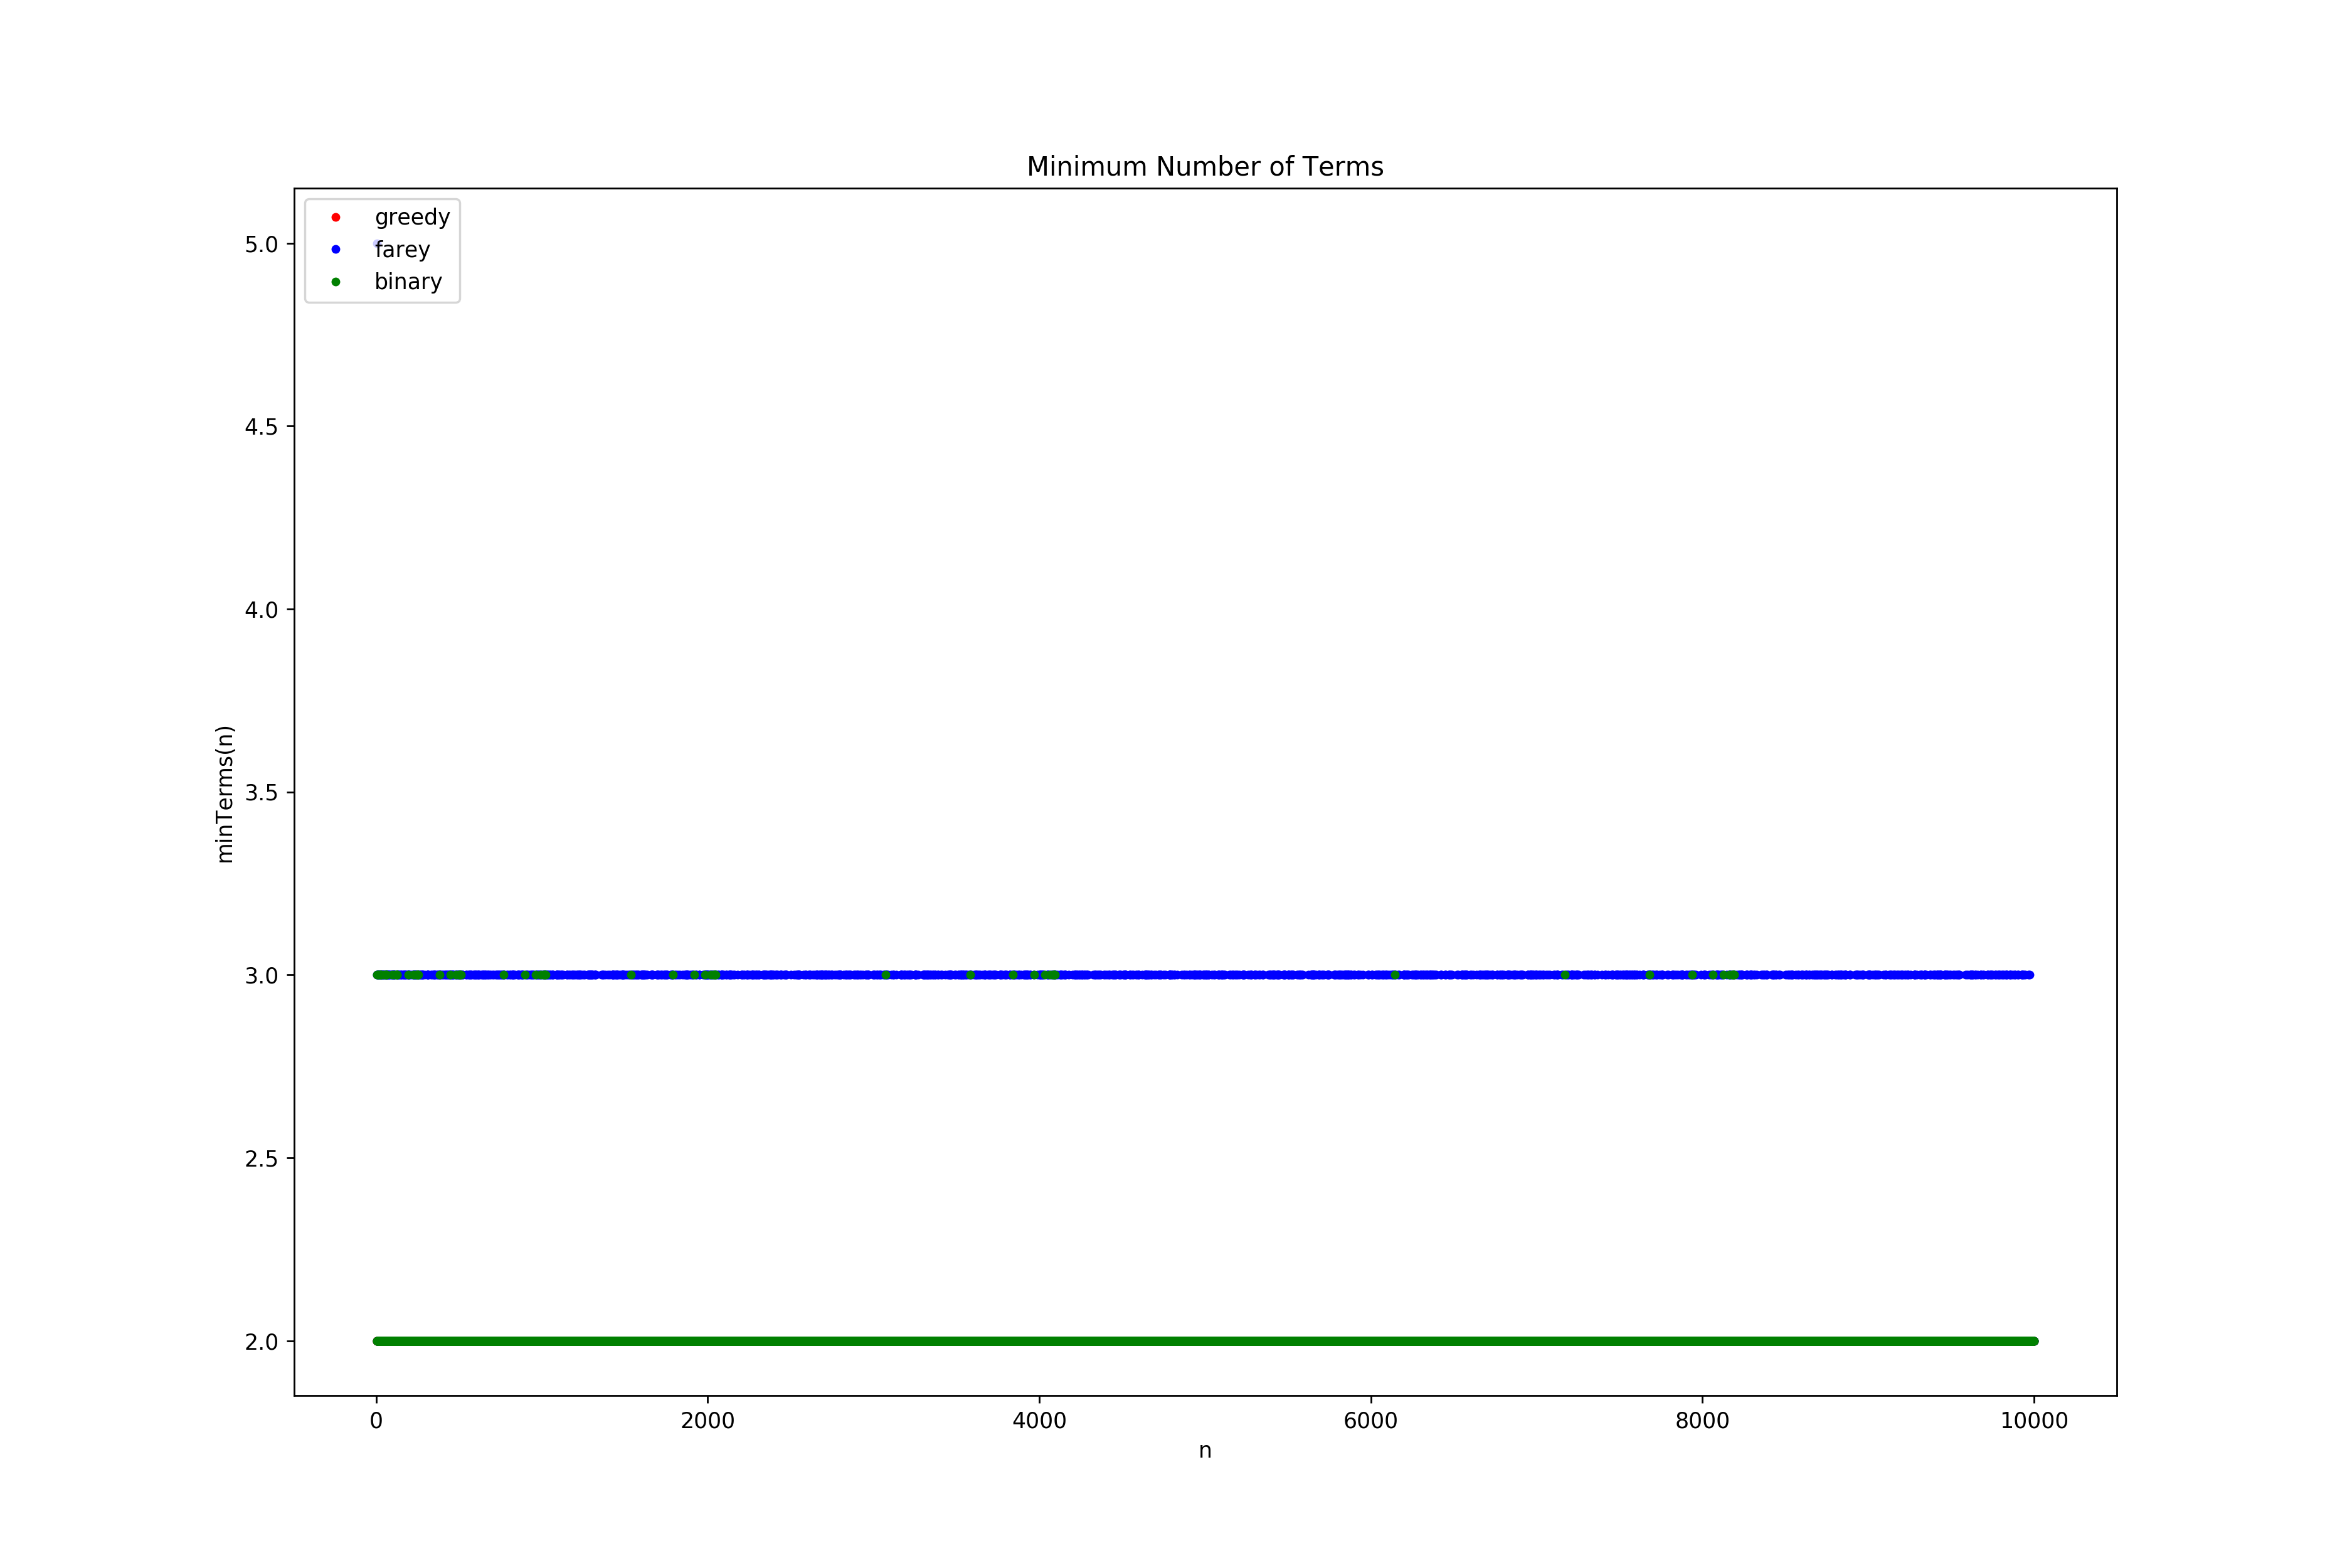 Minimum Number of Terms
greedy
farey
binary
5.0
4.5
4.0
3.5
3.0
2.5
2.0
minTerms(n)
0 2000 4000 6000 8000 10000
n